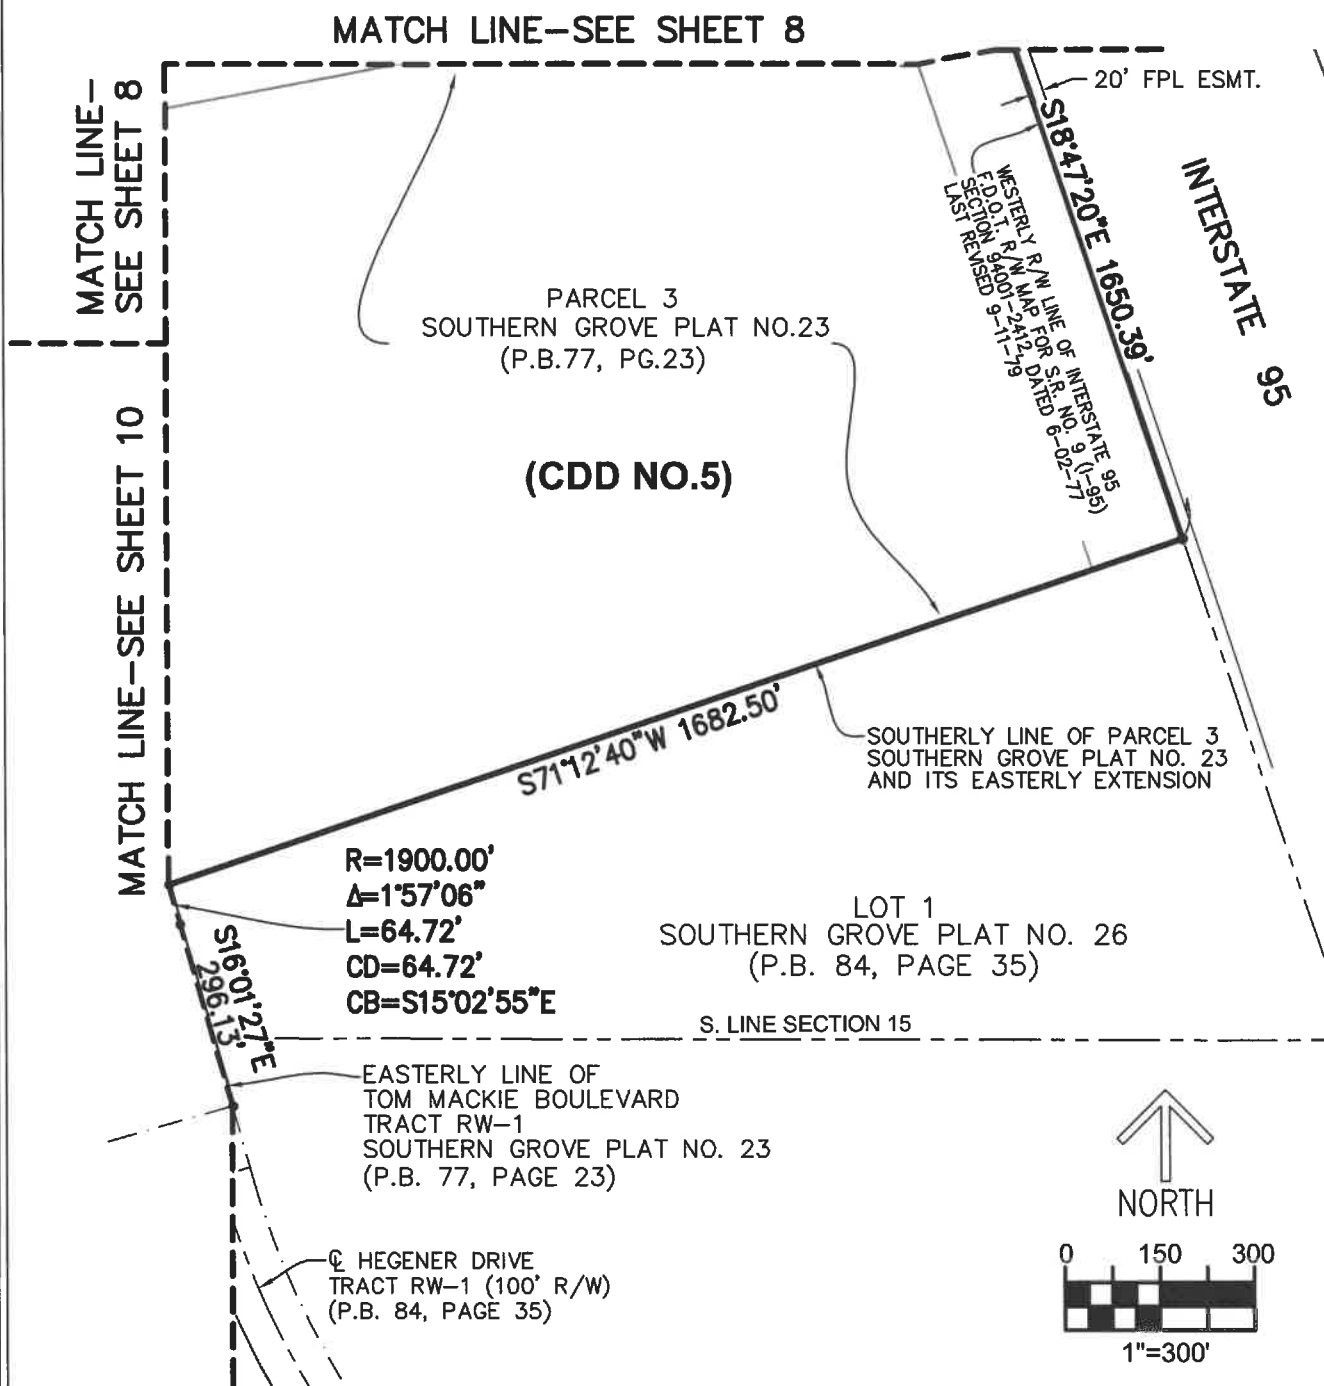 MATCH LINE-SEE SHEET 8
MATCH LINE-
SEE SHEET 8
20' FPL ESMT.
S18°47'20"E 1650.39'
INTERSTATE 95
WESTERLY R/W LINE OF INTERSTATE 95
F.D.O.T. R/W MAP FOR S.R. NO. 9 (I-95)
SECTION 94001-2412, DATED 6-02-77
LAST REVISED 9-11-79
PARCEL 3
SOUTHERN GROVE PLAT NO.23
(P.B.77, PG.23)
(CDD NO.5)
MATCH LINE-SEE SHEET 10
S71°12'40"W 1682.50'
SOUTHERLY LINE OF PARCEL 3
SOUTHERN GROVE PLAT NO. 23
AND ITS EASTERLY EXTENSION
R=1900.00'
Δ=1°57'06"
L=64.72'
CD=64.72'
CB=S15°02'55"E
LOT 1
SOUTHERN GROVE PLAT NO. 26
(P.B. 84, PAGE 35)
S16°01'27"E
296.13'
S. LINE SECTION 15
EASTERLY LINE OF
TOM MACKIE BOULEVARD
TRACT RW-1
SOUTHERN GROVE PLAT NO. 23
(P.B. 77, PAGE 23)
℄ HEGENER DRIVE
TRACT RW-1 (100' R/W)
(P.B. 84, PAGE 35)
NORTH
0 150 300
1"=300'